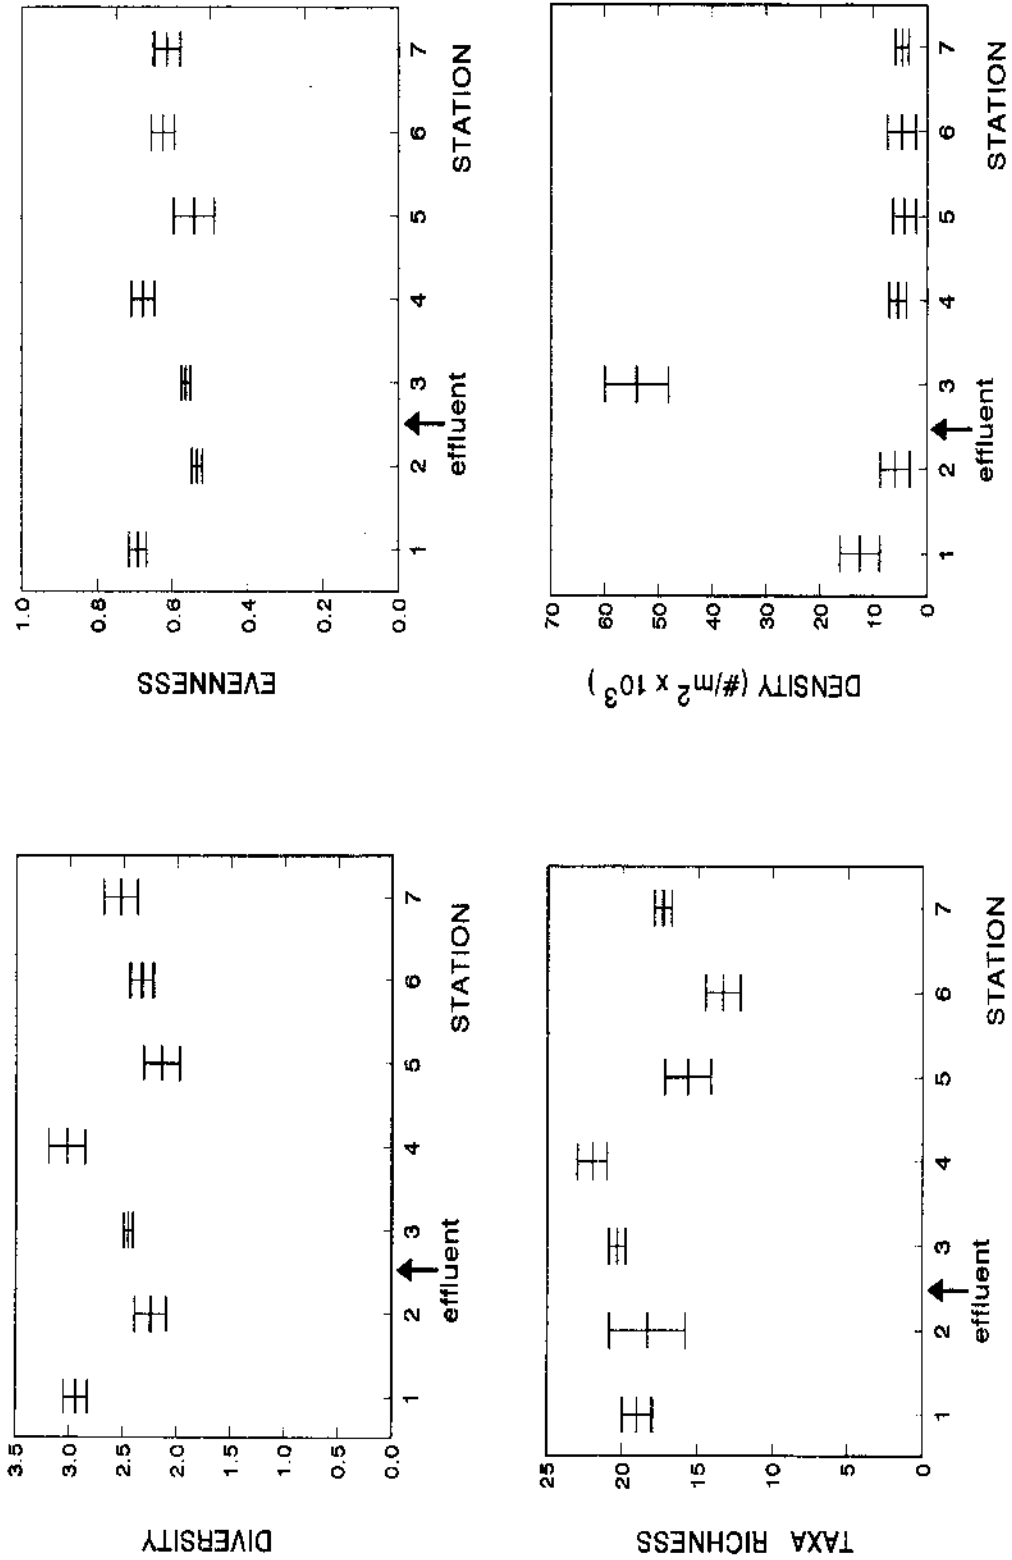 DIVERSITY
3.5
3.0
2.5
2.0
1.5
1.0
0.5
0.0
1 2 3 4 5 6 7
effluent
STATION
EVENNESS
1.0
0.8
0.6
0.4
0.2
0.0
1 2 3 4 5 6 7
effluent
STATION
TAXA RICHNESS
25
20
15
10
5
0
1 2 3 4 5 6 7
effluent
STATION
DENSITY (#/m² x 10³)
70
60
50
40
30
20
10
0
1 2 3 4 5 6 7
effluent
STATION